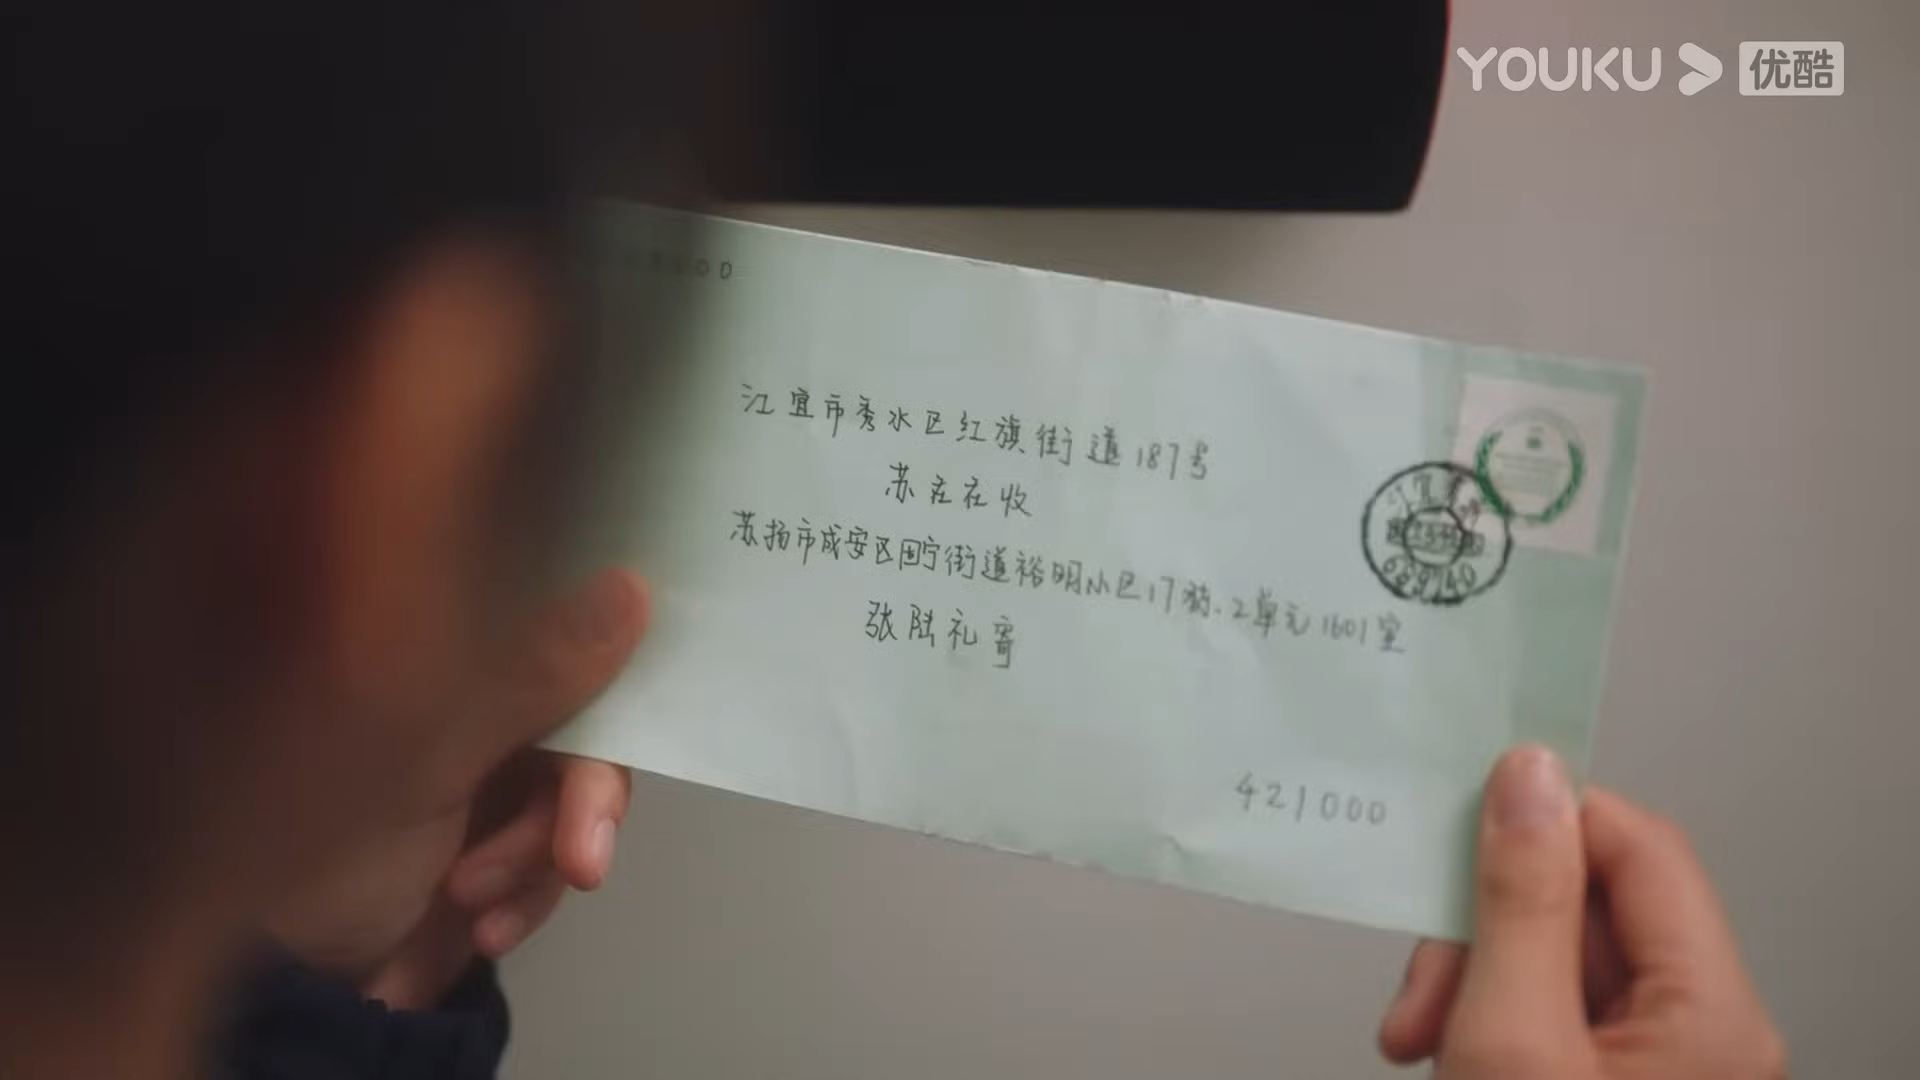 YOUKU 优酷
江宜市秀水区红旗街道187号
苏在在收
苏扬市成安区固宁街道裕明小区17栋、2单元1601室
张陆礼寄
421000